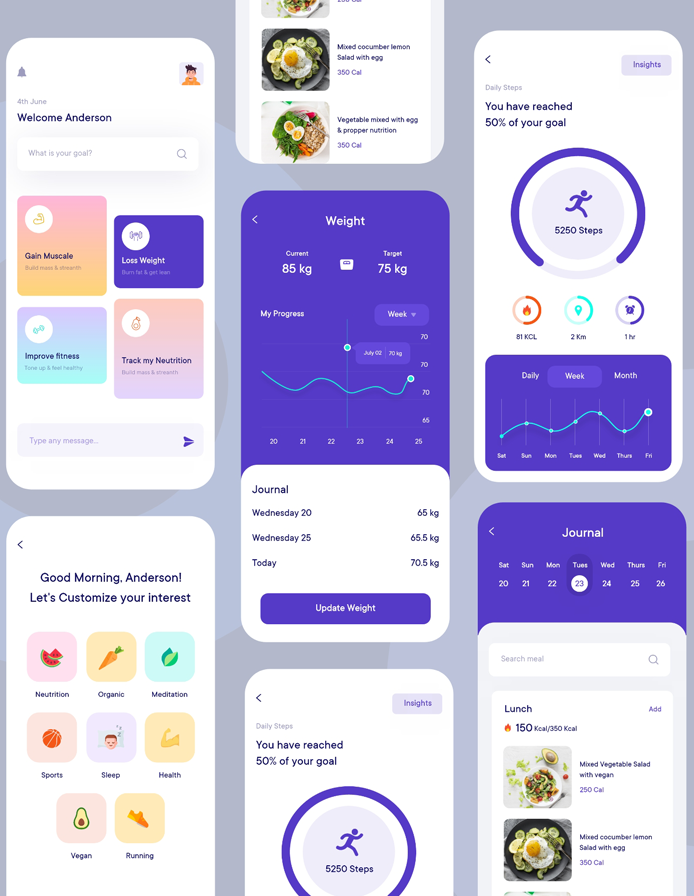 4th June
Welcome Anderson
What is your goal?
Gain Muscale
Build mass & streanth
Loss Weight
Burn fat & get lean
Improve fitness
Tone up & feel healthy
Track my Neutrition
Build mass & streanth
Type any message...
Good Morning, Anderson!
Let's Customize your interest
Neutrition
Organic
Meditation
Sports
Sleep
Health
Vegan
Running
250 Cal
Mixed cocumber lemon
Salad with egg
350 Cal
Vegetable mixed with egg
& propper nutrition
350 Cal
Weight
Current
Target
85 kg
75 kg
My Progress
Week
70
July 02 70 kg
70
70
65
20 21 22 23 24 25
Journal
Wednesday 20 65 kg
Wednesday 25 65.5 kg
Today 70.5 kg
Update Weight
Insights
Daily Steps
You have reached
50% of your goal
5250 Steps
Insights
Daily Steps
You have reached
50% of your goal
5250 Steps
81 KCL
2 Km
1 hr
Daily Week Month
Sat Sun Mon Tues Wed Thurs Fri
Journal
Sat Sun Mon Tues Wed Thurs Fri
20 21 22 23 24 25 26
Search meal
Lunch
Add
150 Kcal/350 Kcal
Mixed Vegetable Salad
with vegan
250 Cal
Mixed cocumber lemon
Salad with egg
350 Cal